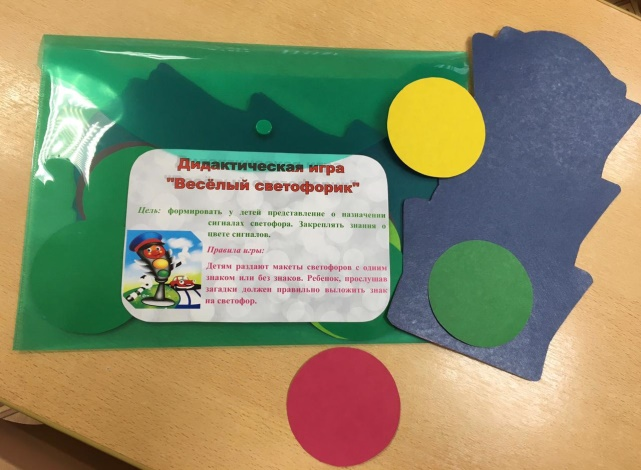 Дидактическая игра
"Весёлый светофорик"
Цель: формировать у детей представление о назначении
сигналах светофора. Закреплять знания о
цвете сигналов.
Правила игры:
Детям раздают макеты светофоров с одним
знаком или без знаков. Ребенок, прослушав
загадки должен правильно выложить знак
на светофор.